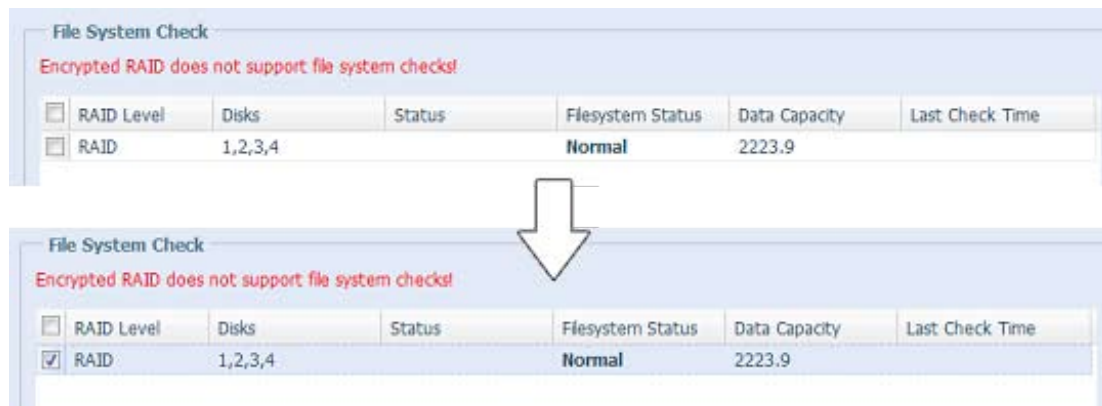 File System Check
Encrypted RAID does not support file system checks!
RAID Level Disks Status Filesystem Status Data Capacity Last Check Time
RAID 1,2,3,4 Normal 2223.9
File System Check
Encrypted RAID does not support file system checks!
RAID Level Disks Status Filesystem Status Data Capacity Last Check Time
RAID 1,2,3,4 Normal 2223.9